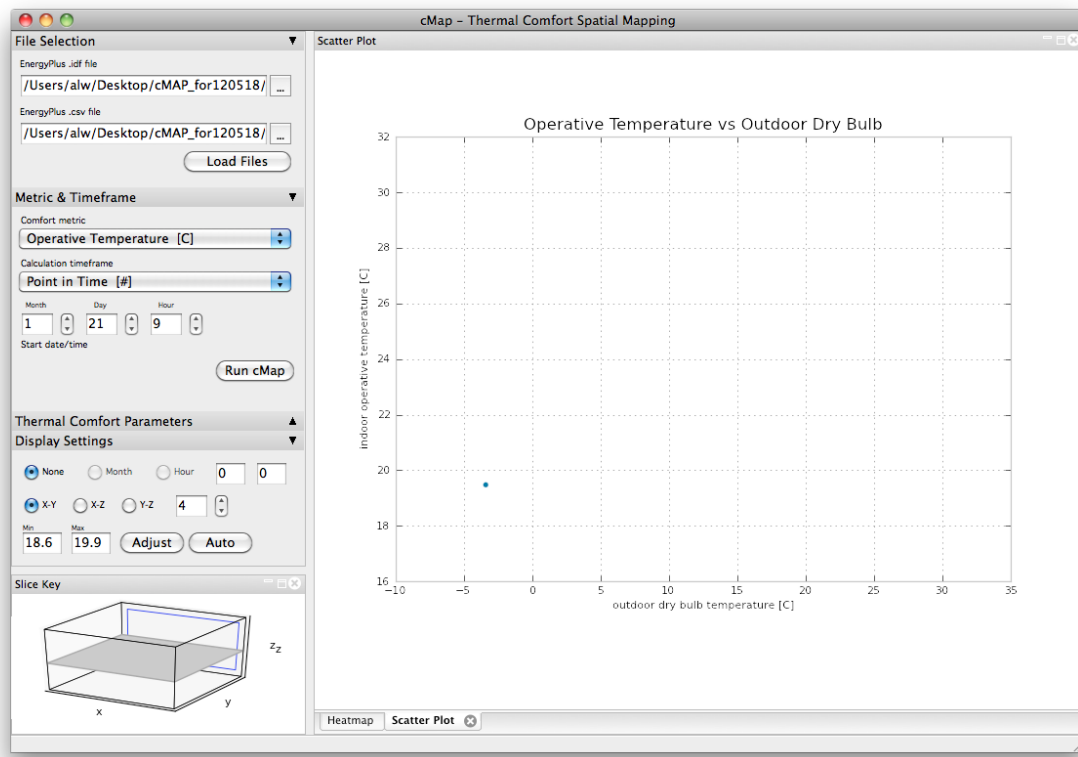 cMap – Thermal Comfort Spatial Mapping
File Selection
EnergyPlus .idf file
/Users/alw/Desktop/cMAP_for120518/
...
EnergyPlus .csv file
/Users/alw/Desktop/cMAP_for120518/
...
Load Files
Metric & Timeframe
Comfort metric
Operative Temperature [C]
Calculation timeframe
Point in Time [#]
Month Day Hour
1 21 9
Start date/time
Run cMap
Thermal Comfort Parameters
Display Settings
None Month Hour 0 0
X-Y X-Z Y-Z 4
Min Max
18.6 19.9 Adjust Auto
Slice Key
z z
y
x
Scatter Plot
Operative Temperature vs Outdoor Dry Bulb
32
30
28
26
24
22
20
18
16
indoor operative temperature [C]
−10 −5 0 5 10 15 20 25 30 35
outdoor dry bulb temperature [C]
Heatmap Scatter Plot